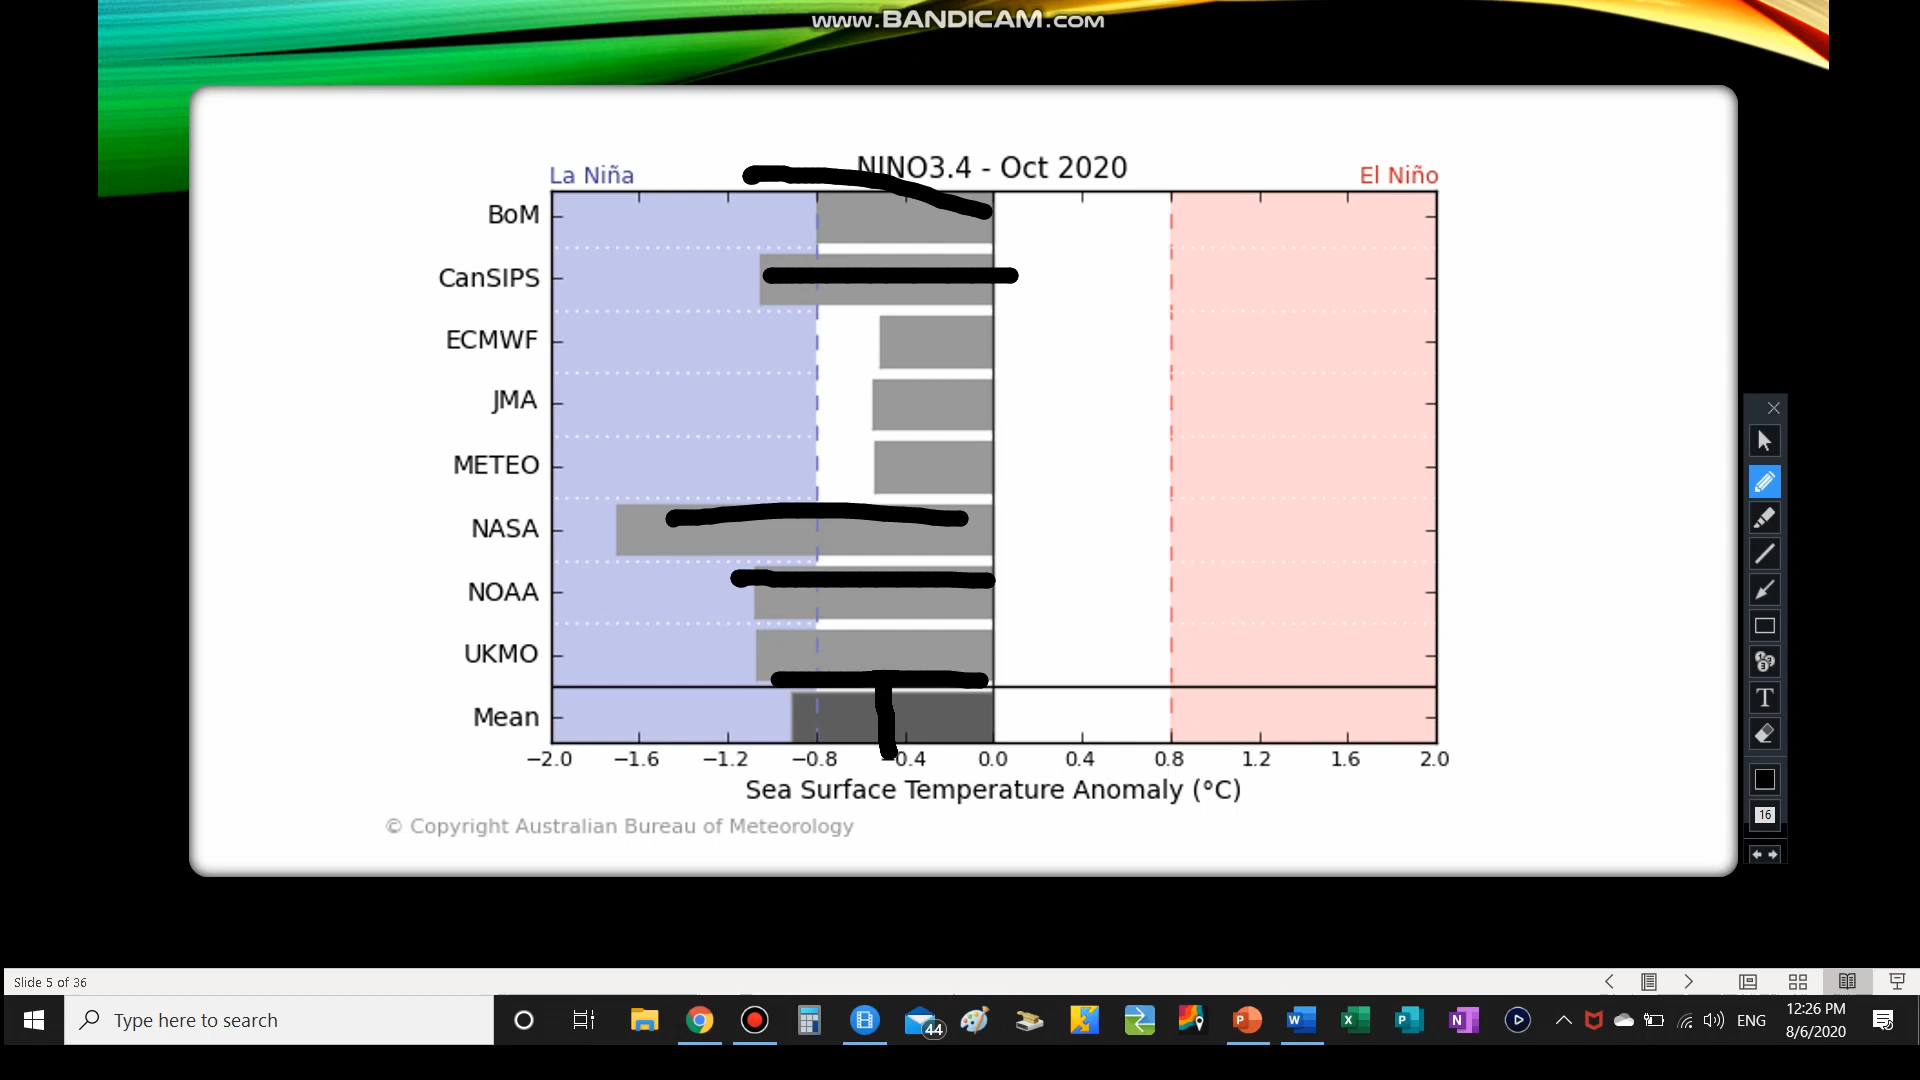 www.BANDICAM.com
NINO3.4 - Oct 2020
La Niña
El Niño
BoM
CanSIPS
ECMWF
JMA
METEO
NASA
NOAA
UKMO
Mean
−2.0 −1.6 −1.2 −0.8 0.4 0.0 0.4 0.8 1.2 1.6 2.0
Sea Surface Temperature Anomaly (°C)
© Copyright Australian Bureau of Meteorology
T
16
Slide 5 of 36
Type here to search
44
ENG
12:26 PM
8/6/2020